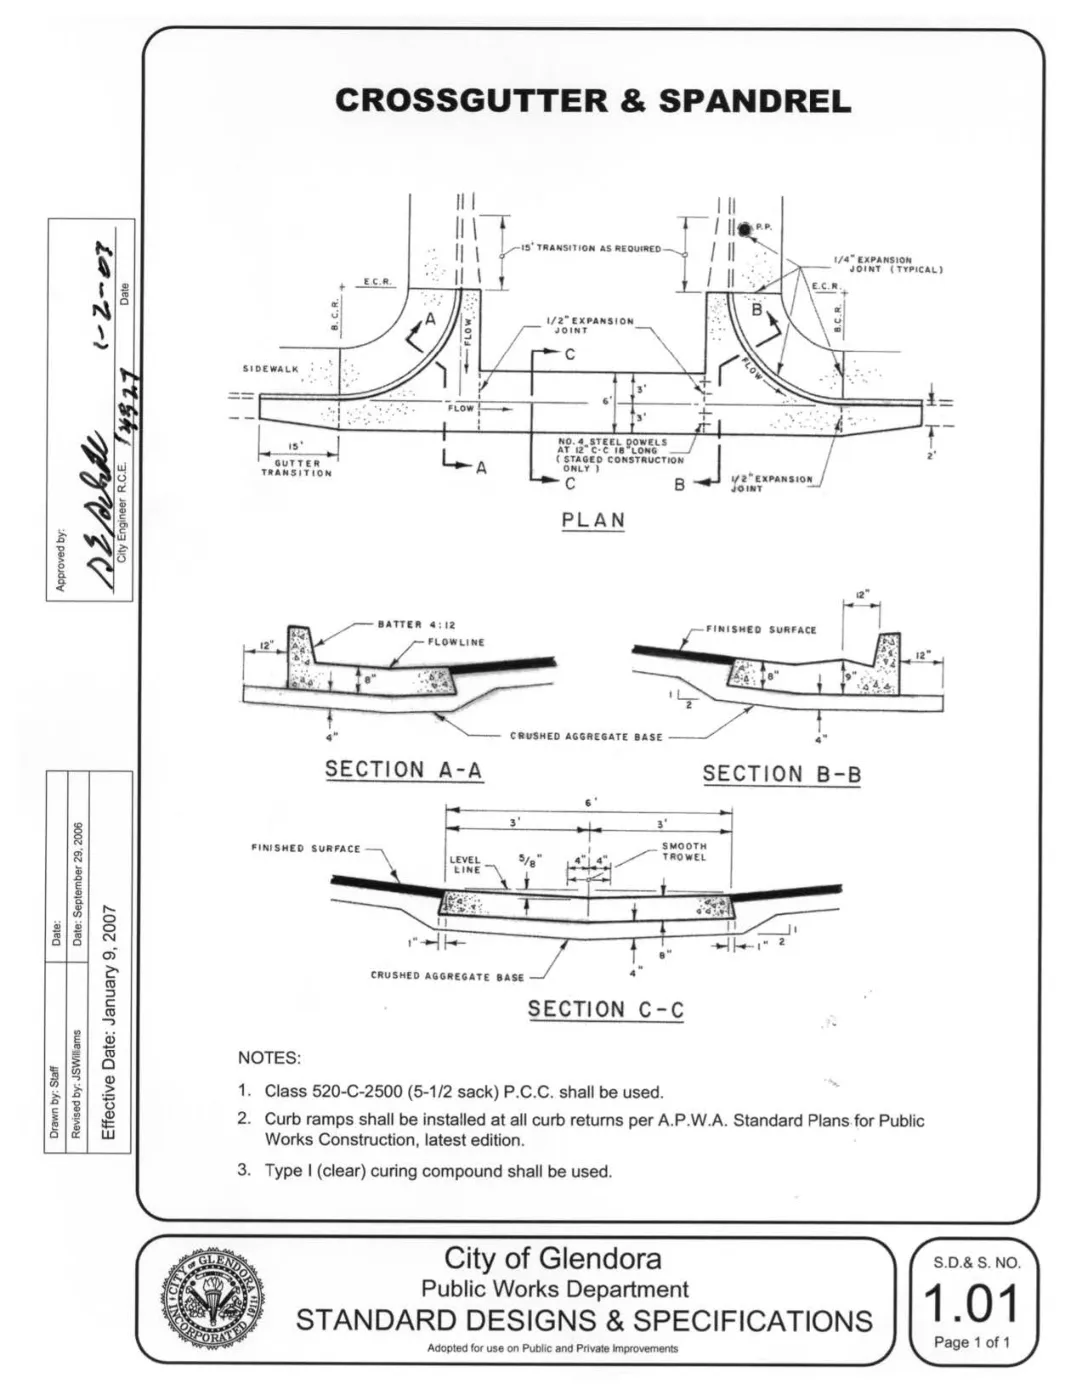 CROSSGUTTER & SPANDREL
P.P.
15' TRANSITION AS REQUIRED
1/4" EXPANSION
JOINT (TYPICAL)
E.C.R.
E.C.R.
B.C.R.
B.C.R.
A
B
1/2" EXPANSION
JOINT
FLOW
C
SIDEWALK
FLOW
3'
6'
FLOW
3'
15'
GUTTER
TRANSITION
NO. 4 STEEL DOWELS
AT 12" C-C 18" LONG
(STAGED CONSTRUCTION
ONLY)
2'
A
C
B
1/2" EXPANSION
JOINT
PLAN
12"
BATTER 4:12
FLOWLINE
FINISHED SURFACE
12"
12"
8"
8"
9"
1
2
4"
CRUSHED AGGREGATE BASE
4"
SECTION A-A
SECTION B-B
6'
3'
3'
FINISHED SURFACE
LEVEL
LINE
5/8"
4"
4"
SMOOTH
TROWEL
1"
1"
1
2
8"
4"
CRUSHED AGGREGATE BASE
SECTION C-C
NOTES:
1. Class 520-C-2500 (5-1/2 sack) P.C.C. shall be used.
2. Curb ramps shall be installed at all curb returns per A.P.W.A. Standard Plans for Public
Works Construction, latest edition.
3. Type I (clear) curing compound shall be used.
Approved by:
City Engineer R.C.E. 14827
Date
1-2-07
Drawn by: Staff
Date:
Revised by: JSWilliams
Date: September 29, 2006
Effective Date: January 9, 2007
CITY OF GLENDORA
INCORPORATED 1911
City of Glendora
Public Works Department
STANDARD DESIGNS & SPECIFICATIONS
Adopted for use on Public and Private Improvements
S.D.& S. NO.
1.01
Page 1 of 1